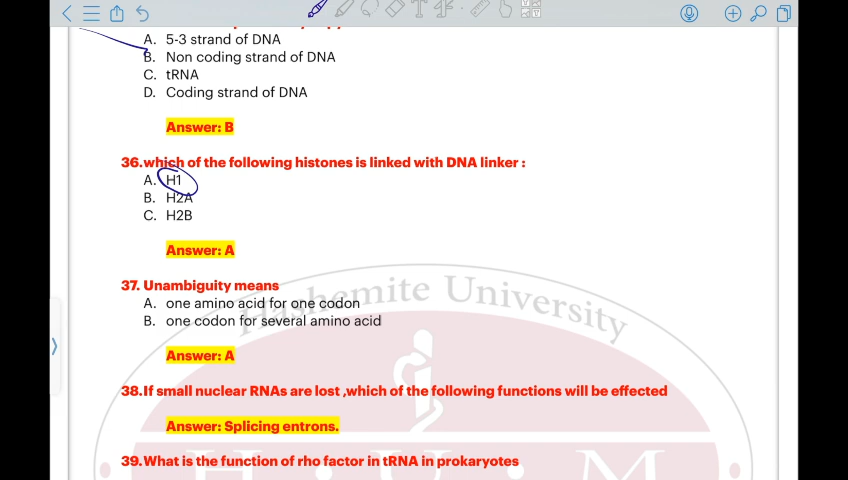 A. 5-3 strand of DNA
B. Non coding strand of DNA
C. tRNA
D. Coding strand of DNA
Answer: B
36.which of the following histones is linked with DNA linker :
A. H1
B. H2A
C. H2B
Answer: A
37. Unambiguity means
A. one amino acid for one codon
B. one codon for several amino acid
Answer: A
38.If small nuclear RNAs are lost ,which of the following functions will be effected
Answer: Splicing entrons.
39.What is the function of rho factor in tRNA in prokaryotes
Hashemite University
H · U · M